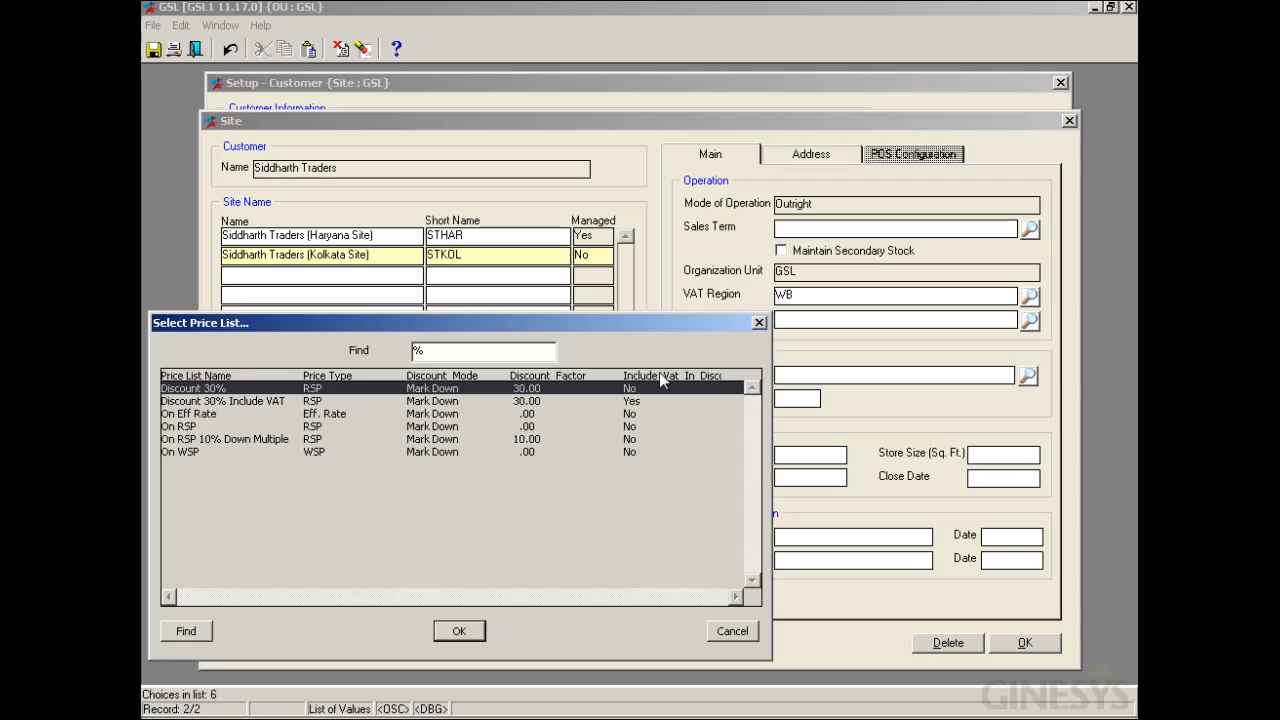 GSL [GSL1 11.17.0] {OU : GSL}
File Edit Window Help
Setup - Customer {Site : GSL}
Customer Information
Site
Customer
Name Siddharth Traders
Site Name
Name Short Name Managed
Siddharth Traders (Haryana Site) STHAR Yes
Siddharth Traders (Kolkata Site) STKOL No
Main Address POS Configuration
Operation
Mode of Operation Outright
Sales Term
Maintain Secondary Stock
Organization Unit GSL
VAT Region WB
Store Size (Sq. Ft.)
Close Date
Date
Date
Delete OK
Select Price List...
Find %
Price List Name Price Type Discount Mode Discount Factor Include Vat In Discu
Discount 30% RSP Mark Down 30.00 No
Discount 30% Include VAT RSP Mark Down 30.00 Yes
On Eff Rate Eff. Rate Mark Down .00 No
On RSP RSP Mark Down .00 No
On RSP 10% Down Multiple RSP Mark Down 10.00 No
On WSP WSP Mark Down .00 No
Find OK Cancel
Choices in list: 6
Record: 2/2 List of Values <OSC> <DBG>
GINESYS